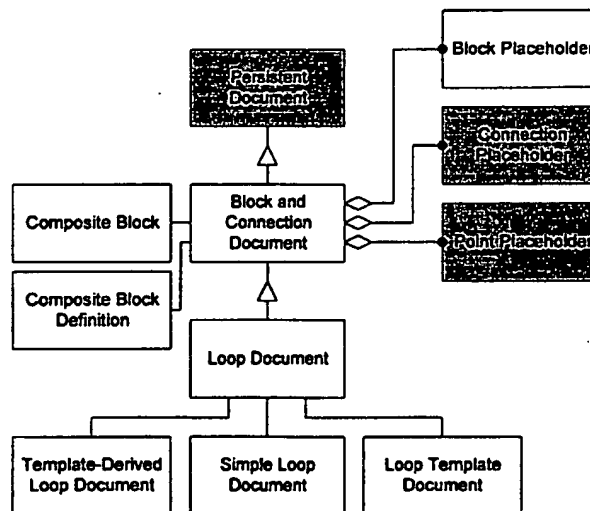 Block Placeholder
Persistent
Document
Connection
Placeholder
Composite Block
Block and
Connection
Document
Point Placeholder
Composite Block
Definition
Loop Document
Template-Derived
Loop Document
Simple Loop
Document
Loop Template
Document